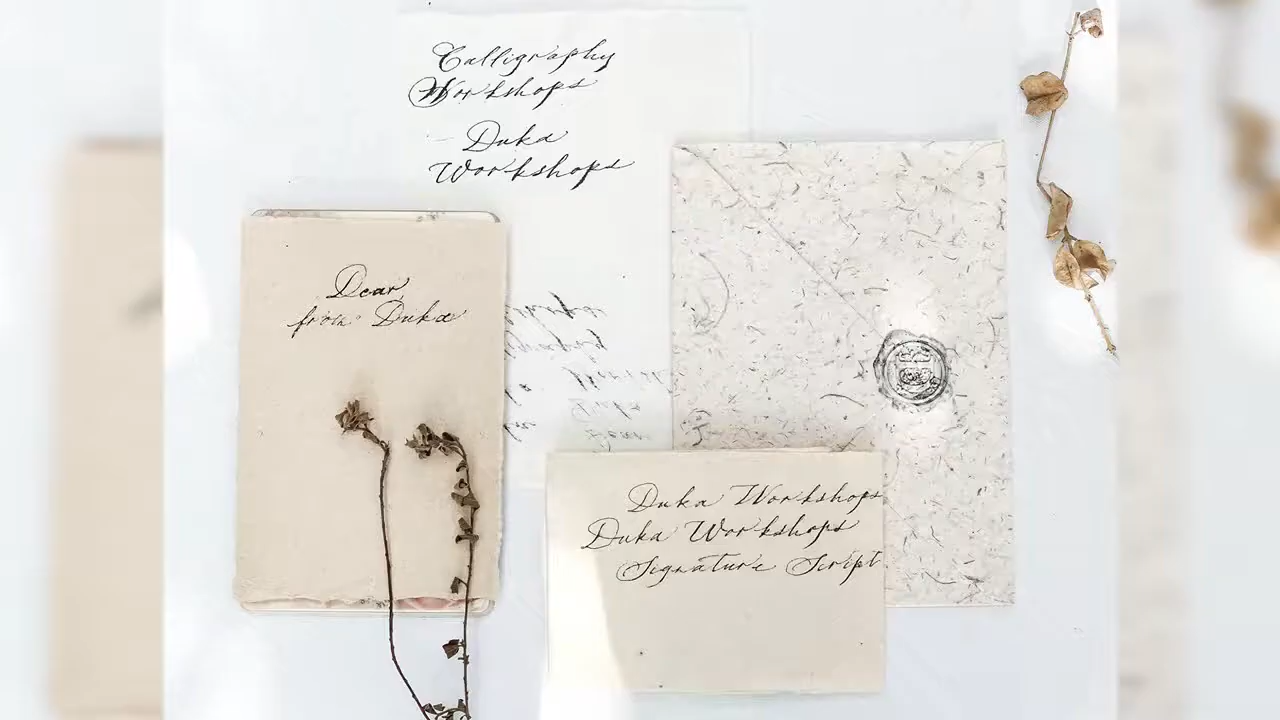 Calligraphy
Workshops
Duka
Workshops
Dear
from Duka
Duka Workshops
Duka Workshops
Signature Script